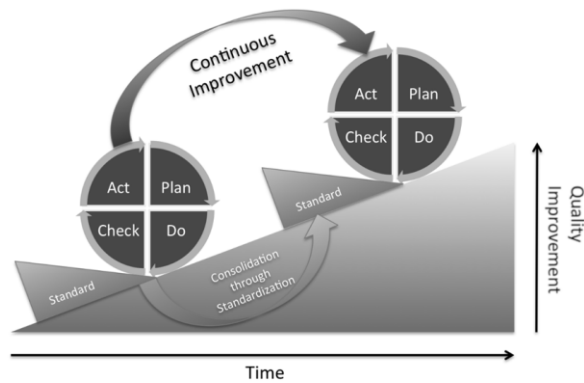 Continuous
Improvement
Act
Plan
Check
Do
Act
Plan
Check
Do
Standard
Standard
Consolidation
through
Standardization
Quality
Improvement
Time